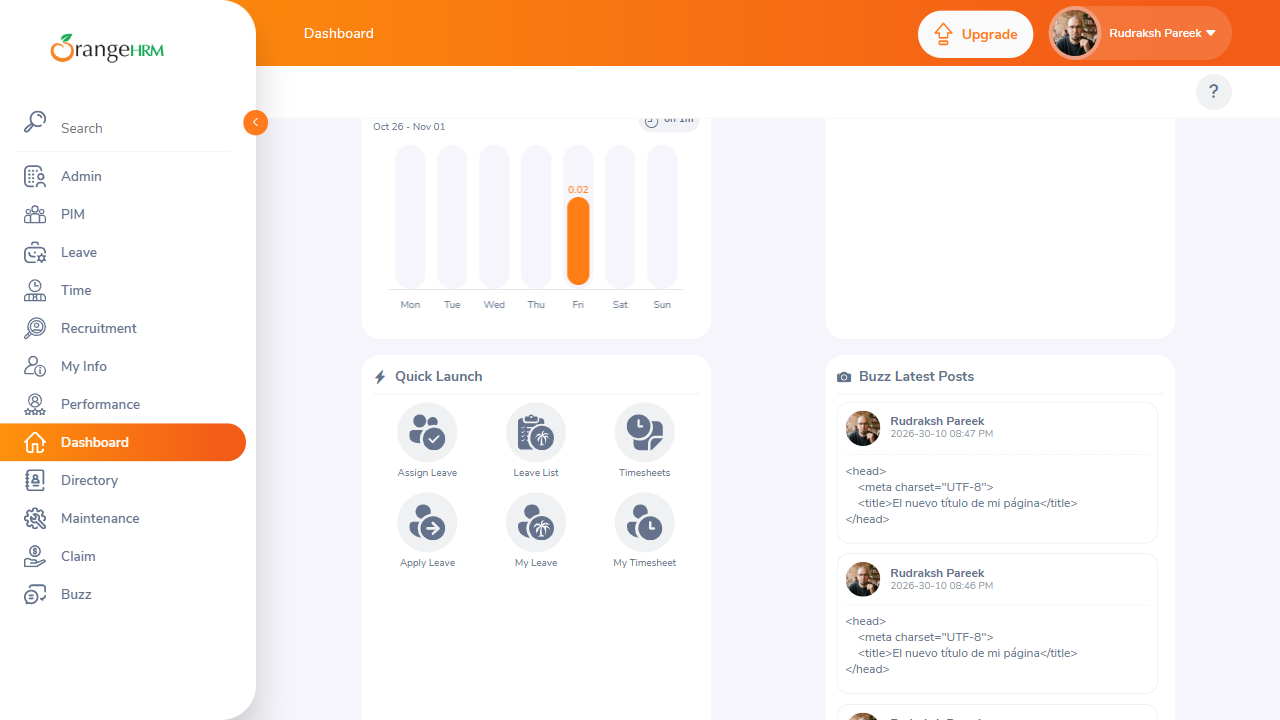 OrangeHRM
Search
Admin
PIM
Leave
Time
Recruitment
My Info
Performance
Dashboard
Directory
Maintenance
Claim
Buzz
Dashboard
Upgrade
Rudraksh Pareek
?
Oct 26 - Nov 01
0h 1m
0.02
Mon Tue Wed Thu Fri Sat Sun
Quick Launch
Assign Leave Leave List Timesheets
Apply Leave My Leave My Timesheet
Buzz Latest Posts
Rudraksh Pareek
2026-30-10 08:47 PM
<head>
<meta charset="UTF-8">
<title>El nuevo título de mi página</title>
</head>
Rudraksh Pareek
2026-30-10 08:46 PM
<head>
<meta charset="UTF-8">
<title>El nuevo título de mi página</title>
</head>